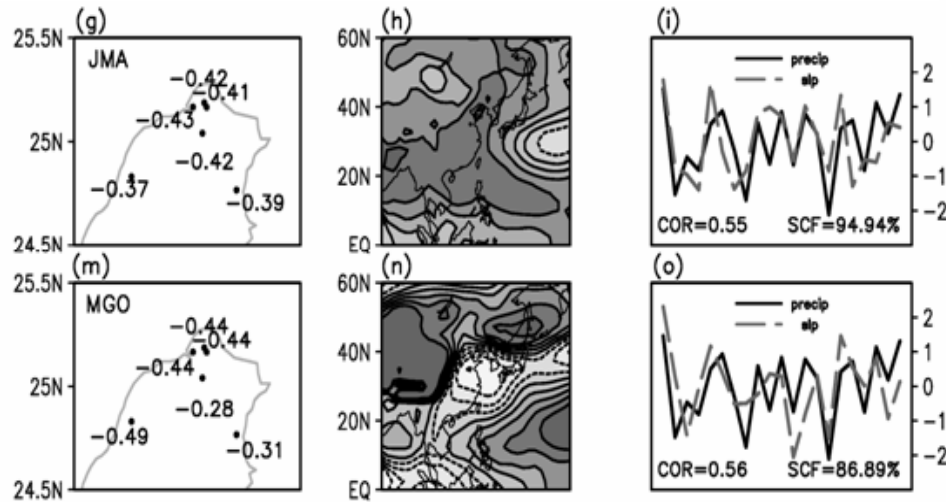 (g) (h) (i)
25.5N 60N
JMA precip
slp 2
-0.42
-0.41 1
40N
-0.43 0
25N
-0.42 20N -1
-0.37
-0.39 -2
COR=0.55 SCF=94.94%
24.5N EQ
(m) (n) (o)
25.5N 60N
MGO precip
slp 2
-0.44
-0.44 1
40N
-0.44
25N 0
-0.28 20N -1
-0.49
-0.31 -2
COR=0.56 SCF=86.89%
24.5N EQ